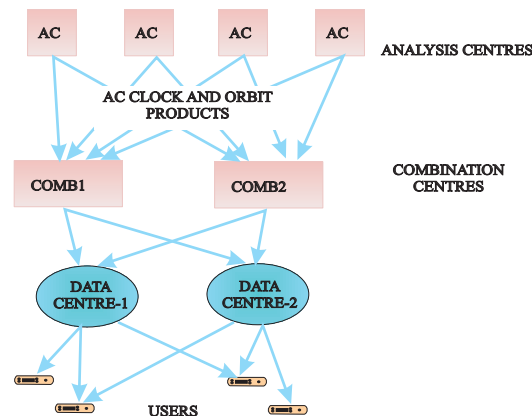 AC
AC
AC
AC
ANALYSIS CENTRES
AC CLOCK AND ORBIT
PRODUCTS
COMB1
COMB2
COMBINATION
CENTRES
DATA
CENTRE-1
DATA
CENTRE-2
USERS